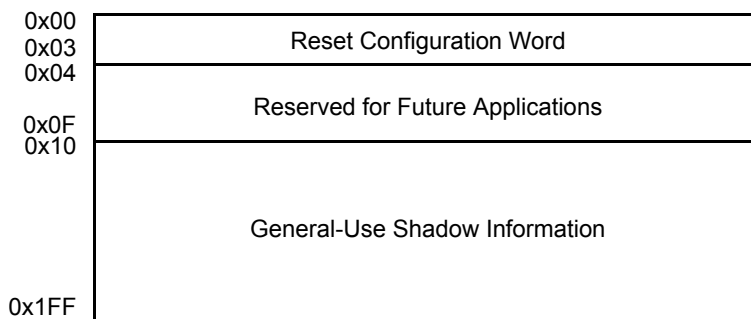 0x00
Reset Configuration Word
0x03
0x04
Reserved for Future Applications
0x0F
0x10
General-Use Shadow Information
0x1FF